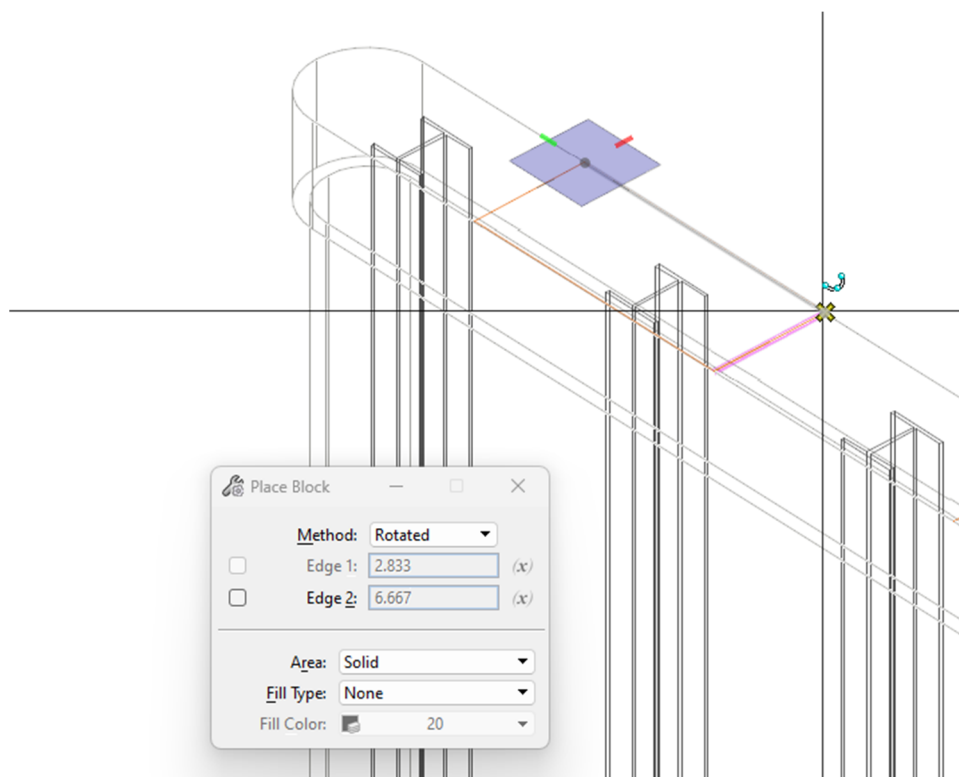 Place Block
Method: Rotated
Edge 1: 2.833 (x)
Edge 2: 6.667 (x)
Area: Solid
Fill Type: None
Fill Color: 20